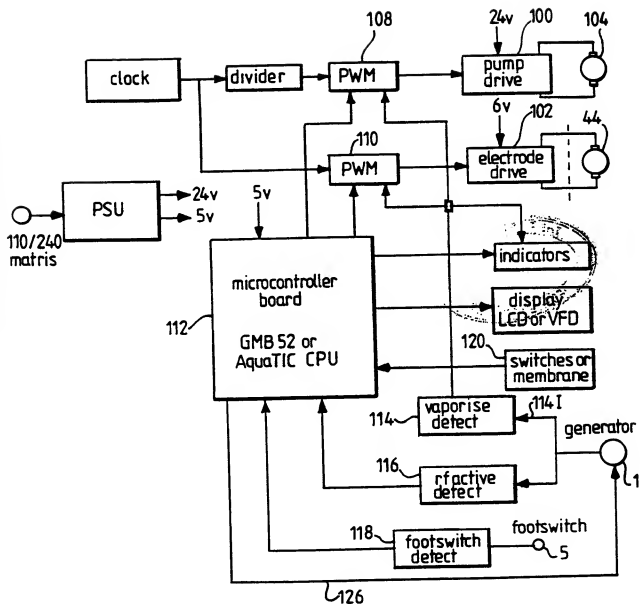 108
24v
100
104
clock
divider
PWM
pump
drive
110
6v
102
44
PWM
electrode
drive
PSU
24v
5v
5v
110/240
matris
indicators
microcontroller
board
112
GMB 52 or
AquaTIC CPU
display
LCD or VFD
120
switches or
membrane
114
vaporise
detect
114 I
generator
1
116
rf active
detect
118
footswitch
detect
footswitch
5
126